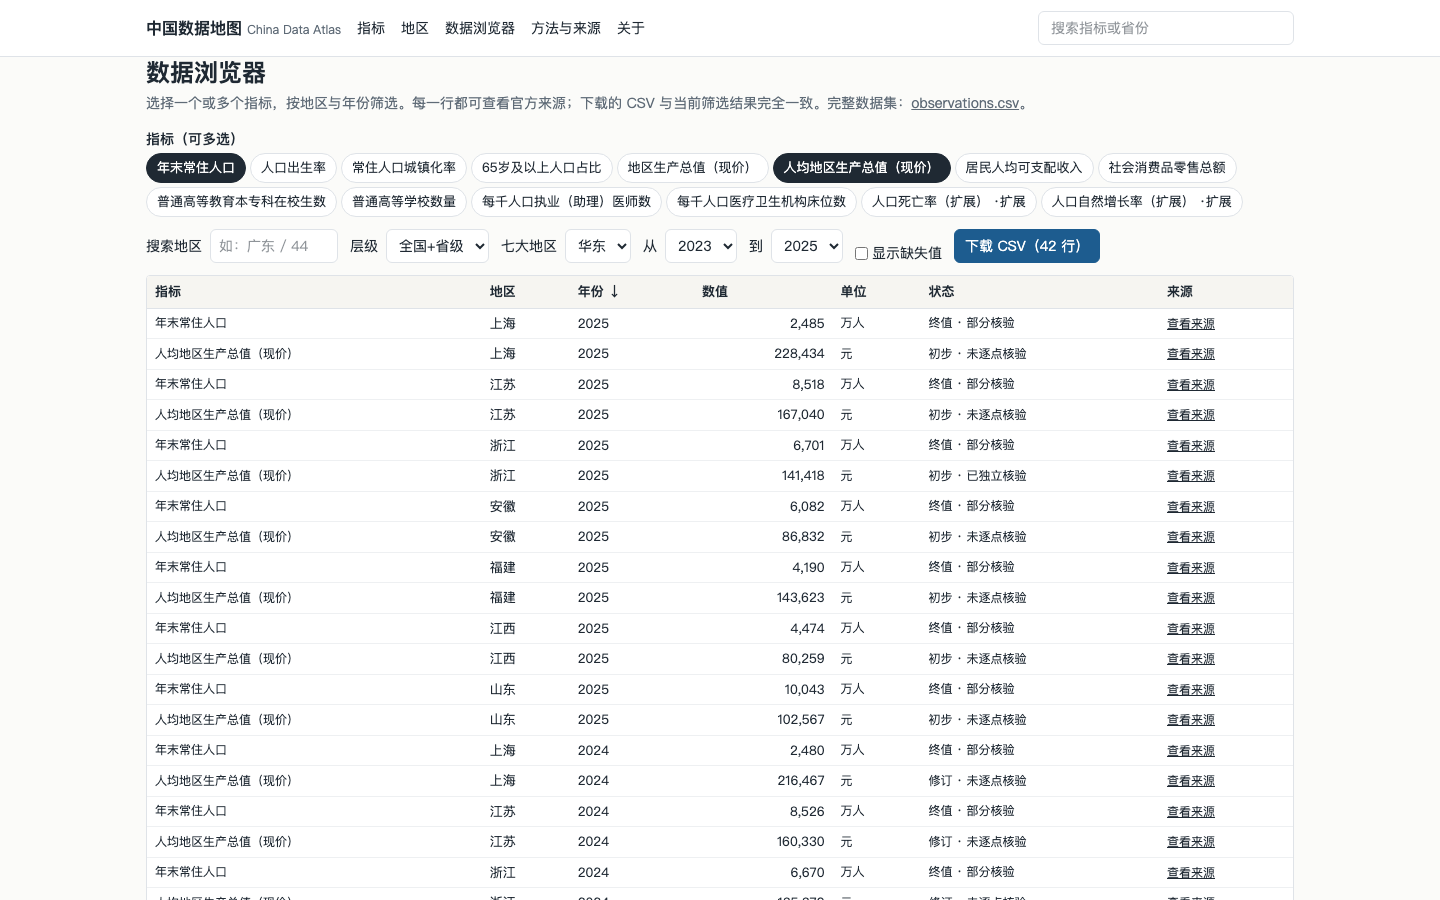 中国数据地图 China Data Atlas 指标 地区 数据浏览器 方法与来源 关于 搜索指标或省份
数据浏览器
选择一个或多个指标，按地区与年份筛选。每一行都可查看官方来源；下载的 CSV 与当前筛选结果完全一致。完整数据集：observations.csv。
指标（可多选）
年末常住人口 人口出生率 常住人口城镇化率 65岁及以上人口占比 地区生产总值（现价） 人均地区生产总值（现价） 居民人均可支配收入 社会消费品零售总额
普通高等教育本专科在校生数 普通高等学校数量 每千人口执业（助理）医师数 每千人口医疗卫生机构床位数 人口死亡率（扩展） ·扩展 人口自然增长率（扩展） ·扩展
搜索地区 如：广东 / 44 层级 全国+省级 七大地区 华东 从 2023 到 2025 显示缺失值 下载 CSV（42 行）
指标 地区 年份 ↓ 数值 单位 状态 来源
年末常住人口 上海 2025 2,485 万人 终值 · 部分核验 查看来源
人均地区生产总值（现价） 上海 2025 228,434 元 初步 · 未逐点核验 查看来源
年末常住人口 江苏 2025 8,518 万人 终值 · 部分核验 查看来源
人均地区生产总值（现价） 江苏 2025 167,040 元 初步 · 未逐点核验 查看来源
年末常住人口 浙江 2025 6,701 万人 终值 · 部分核验 查看来源
人均地区生产总值（现价） 浙江 2025 141,418 元 初步 · 已独立核验 查看来源
年末常住人口 安徽 2025 6,082 万人 终值 · 部分核验 查看来源
人均地区生产总值（现价） 安徽 2025 86,832 元 初步 · 未逐点核验 查看来源
年末常住人口 福建 2025 4,190 万人 终值 · 部分核验 查看来源
人均地区生产总值（现价） 福建 2025 143,623 元 初步 · 未逐点核验 查看来源
年末常住人口 江西 2025 4,474 万人 终值 · 部分核验 查看来源
人均地区生产总值（现价） 江西 2025 80,259 元 初步 · 未逐点核验 查看来源
年末常住人口 山东 2025 10,043 万人 终值 · 部分核验 查看来源
人均地区生产总值（现价） 山东 2025 102,567 元 初步 · 未逐点核验 查看来源
年末常住人口 上海 2024 2,480 万人 终值 · 部分核验 查看来源
人均地区生产总值（现价） 上海 2024 216,467 元 修订 · 未逐点核验 查看来源
年末常住人口 江苏 2024 8,526 万人 终值 · 部分核验 查看来源
人均地区生产总值（现价） 江苏 2024 160,330 元 修订 · 未逐点核验 查看来源
年末常住人口 浙江 2024 6,670 万人 终值 · 部分核验 查看来源